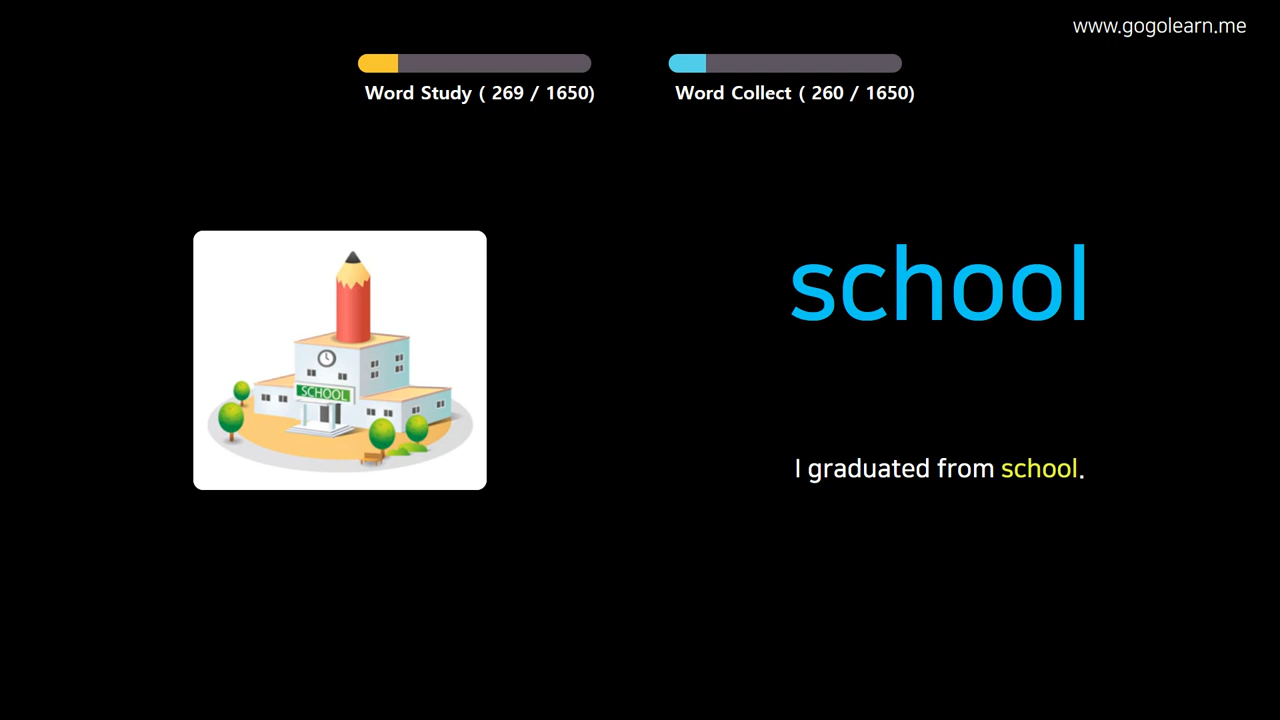 www.gogolearn.me
Word Study ( 269 / 1650)
Word Collect ( 260 / 1650)
SCHOOL
school
I graduated from school.